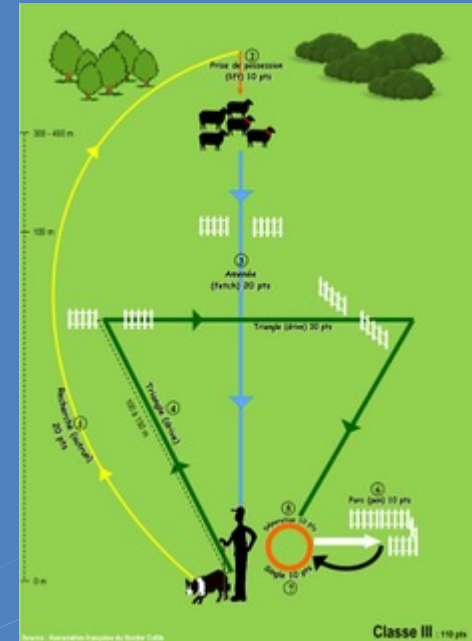 ②
Prise de possession
(lift) 10 pts
300 - 400 m
100 m
③
Amenée
(fetch) 20 pts
Triangle (drive) 30 pts
①
Recherche (outrun)
20 pts
④
Triangle (drive)
100 à 150 m
⑤
Séparation 10 pts
⑥
Parc (pen) 10 pts
Single 10 pts
⑦
0 m
Source : Association française du Border Collie
Classe III : 110 pts